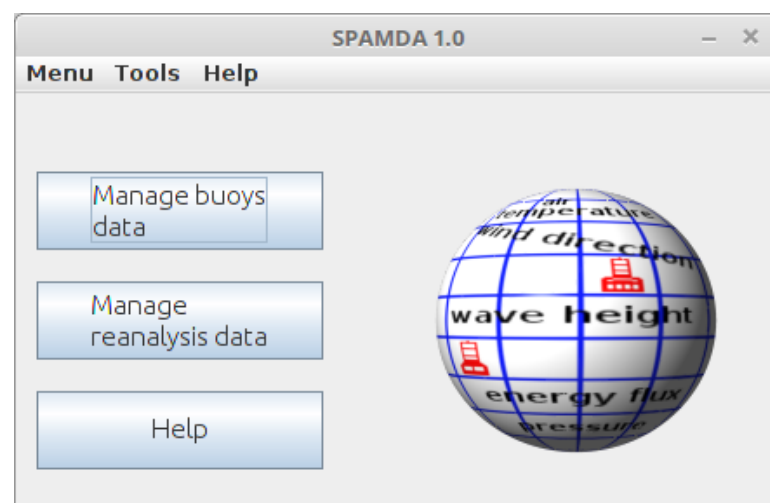 SPAMDA 1.0
Menu Tools Help
Manage buoys
data
Manage
reanalysis data
Help
air
temperature
wind direction
wave height
energy flux
pressure